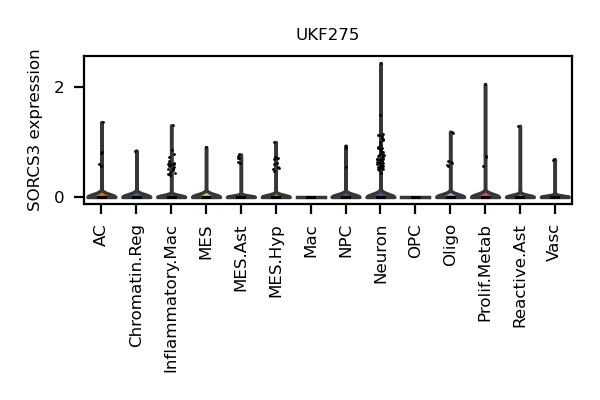 UKF275
SORCS3 expression
2
0
AC
Chromatin.Reg
Inflammatory.Mac
MES
MES.Ast
MES.Hyp
Mac
NPC
Neuron
OPC
Oligo
Prolif.Metab
Reactive.Ast
Vasc